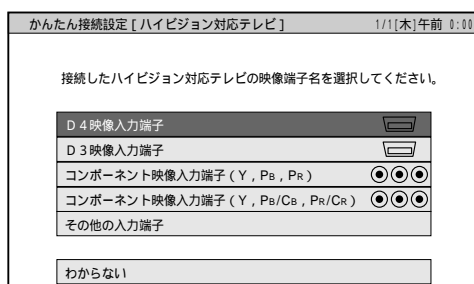 かんたん接続設定 [ ハイビジョン対応テレビ ] 1/1[木]午前 0:00
接続したハイビジョン対応テレビの映像端子名を選択してください。
D4映像入力端子
D3映像入力端子
コンポーネント映像入力端子 ( Y , PB , PR )
コンポーネント映像入力端子 ( Y , PB/CB , PR/CR )
その他の入力端子
わからない